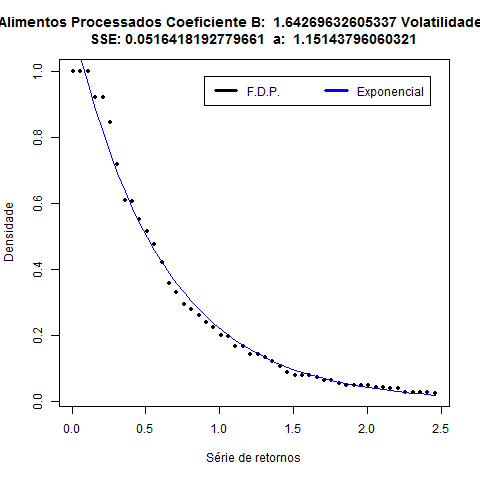 Alimentos Processados Coeficiente B: 1.64269632605337 Volatilidade
SSE: 0.0516418192779661 a: 1.15143796060321
F.D.P.
Exponencial
1.0
0.8
0.6
0.4
0.2
0.0
Densidade
0.0
0.5
1.0
1.5
2.0
2.5
Série de retornos